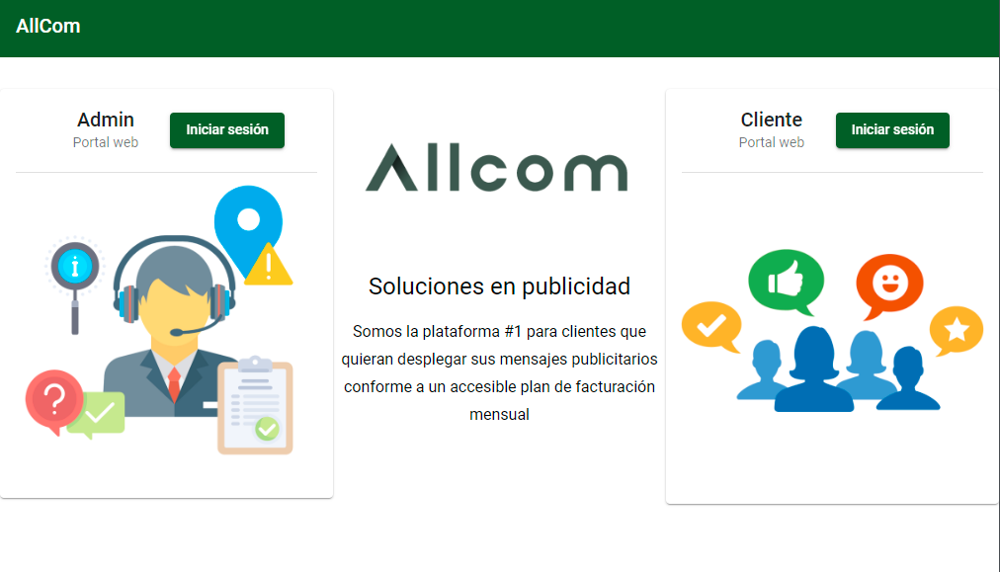 AllCom
Admin
Portal web
Iniciar sesión
Allcom
Soluciones en publicidad
Somos la plataforma #1 para clientes que
quieran desplegar sus mensajes publicitarios
conforme a un accesible plan de facturación
mensual
Cliente
Portal web
Iniciar sesión